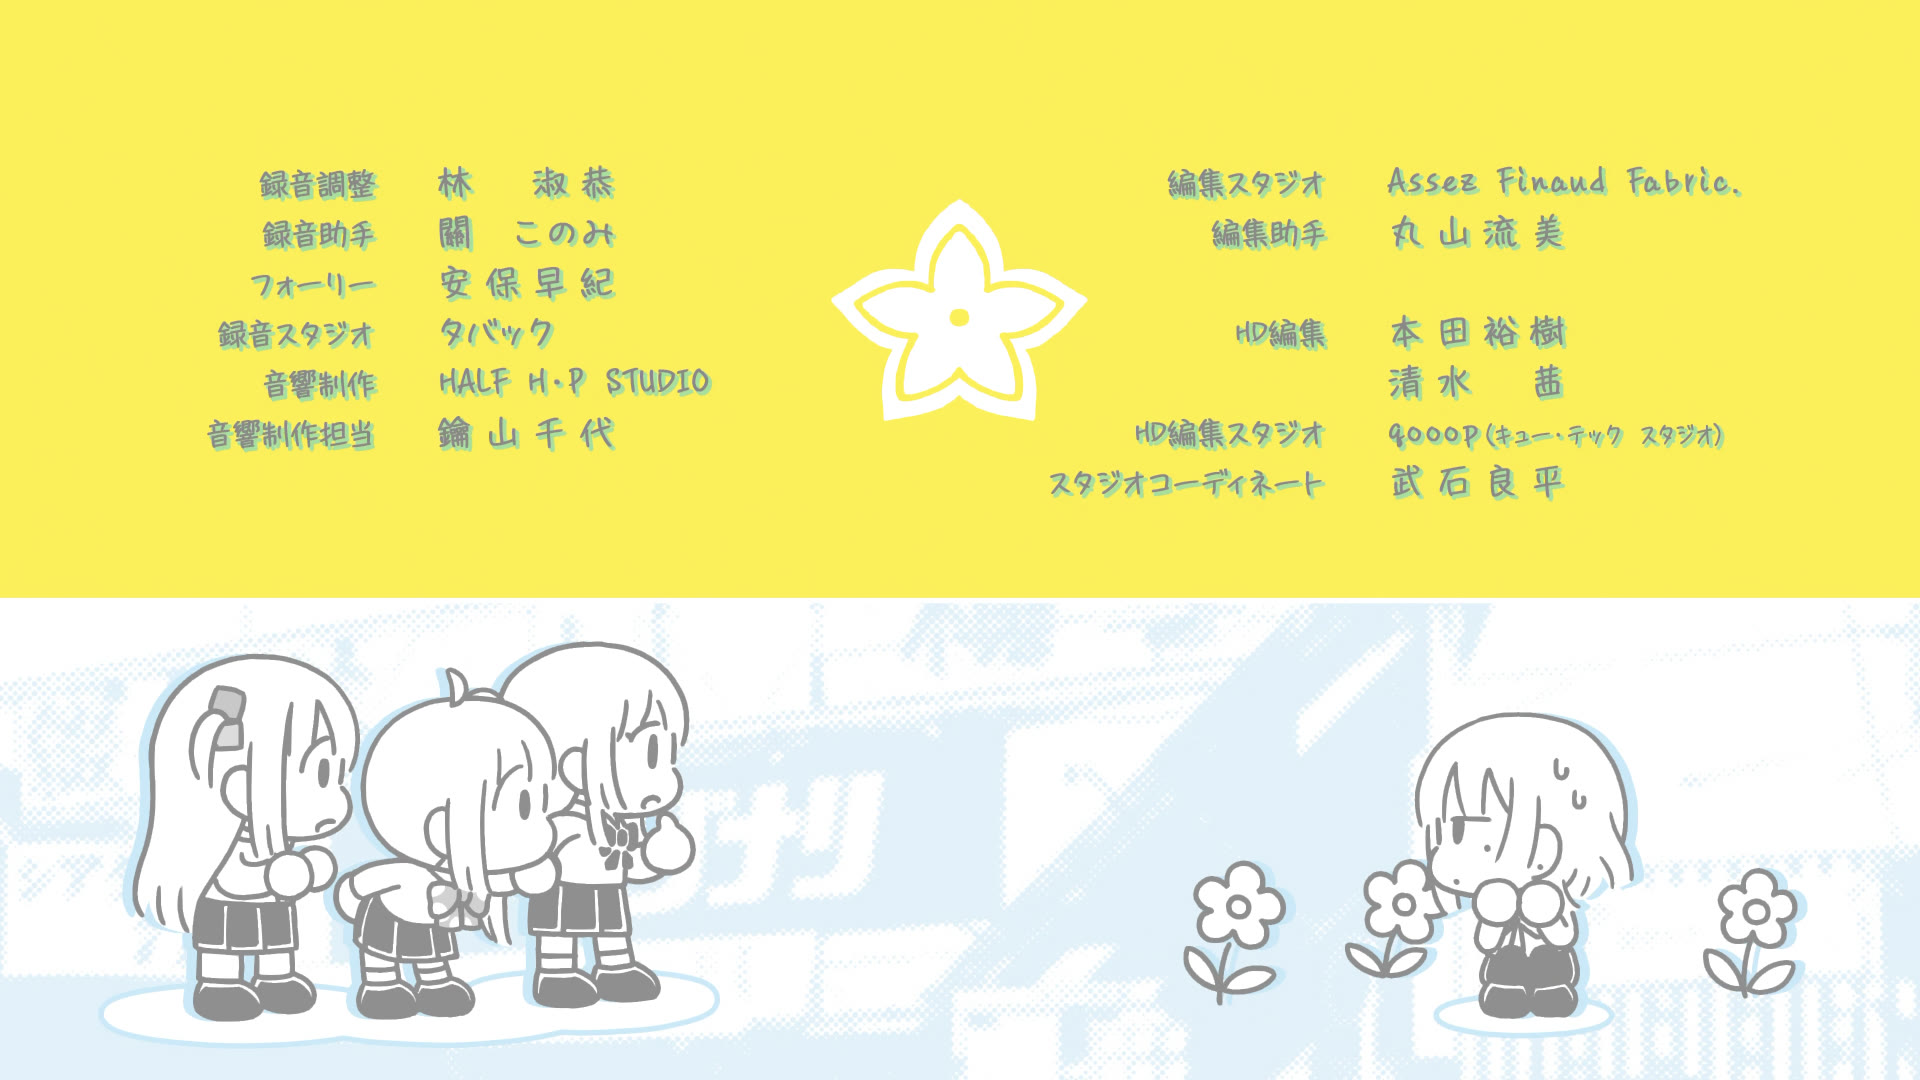 録音調整 林 淑恭
録音助手 關 このみ
フォーリー 安保早紀
録音スタジオ タバック
音響制作 HALF H・P STUDIO
音響制作担当 鑰山千代
編集スタジオ Assez Finaud Fabric.
編集助手 丸山流美
HD編集 本田裕樹
清水 茜
HD編集スタジオ q000p(キュー・テック スタジオ)
スタジオコーディネート 武石良平